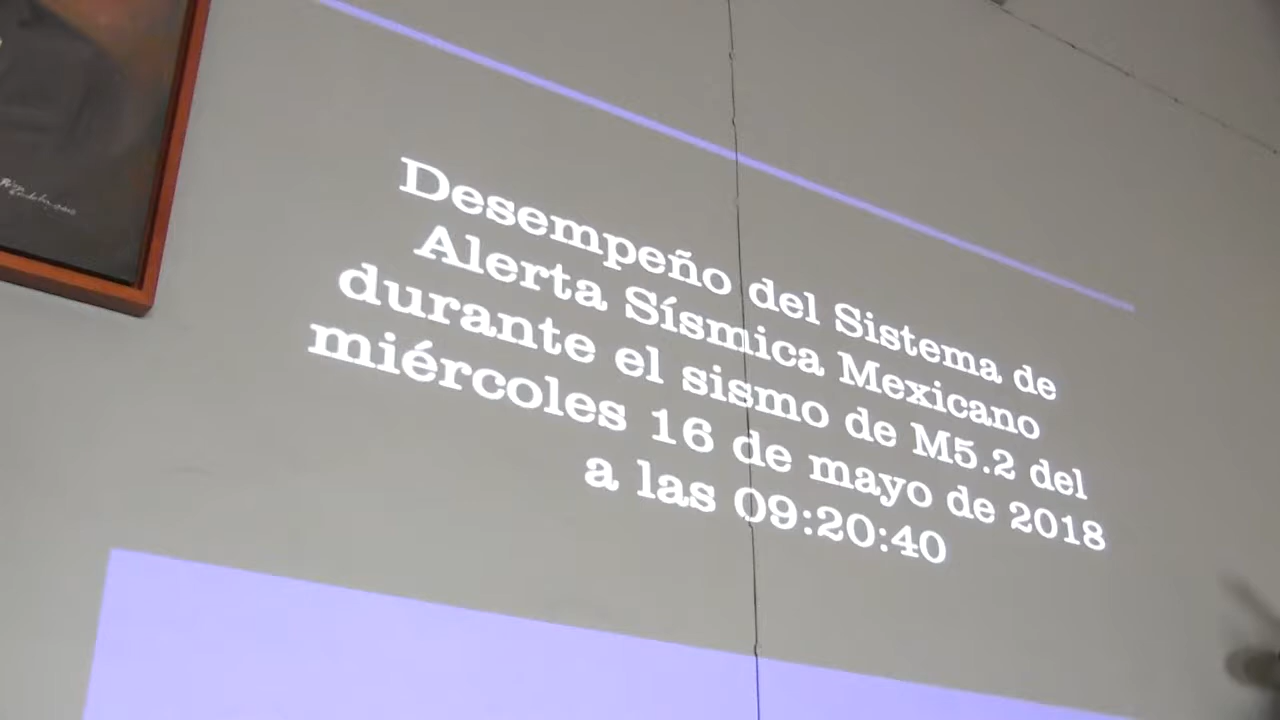 Desempeño del Sistema de
Alerta Sísmica Mexicano
durante el sismo de M5.2 del
miércoles 16 de mayo de 2018
a las 09:20:40